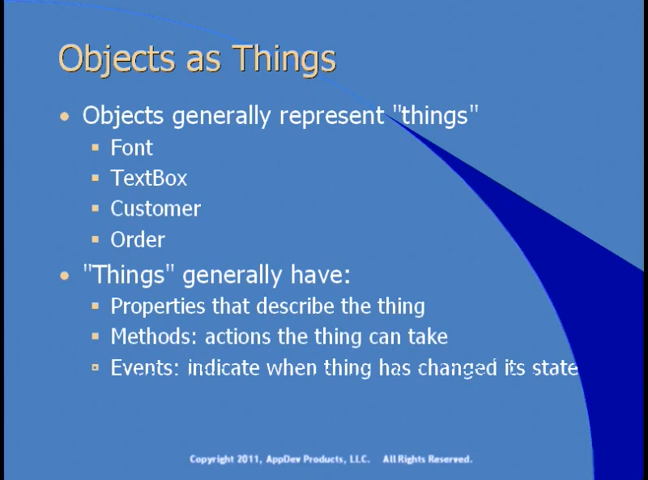 Objects as Things
Objects generally represent "things"
Font
TextBox
Customer
Order
"Things" generally have:
Properties that describe the thing
Methods: actions the thing can take
Events: indicate when thing has changed its state
Copyright 2011, AppDev Products, LLC. All Rights Reserved.